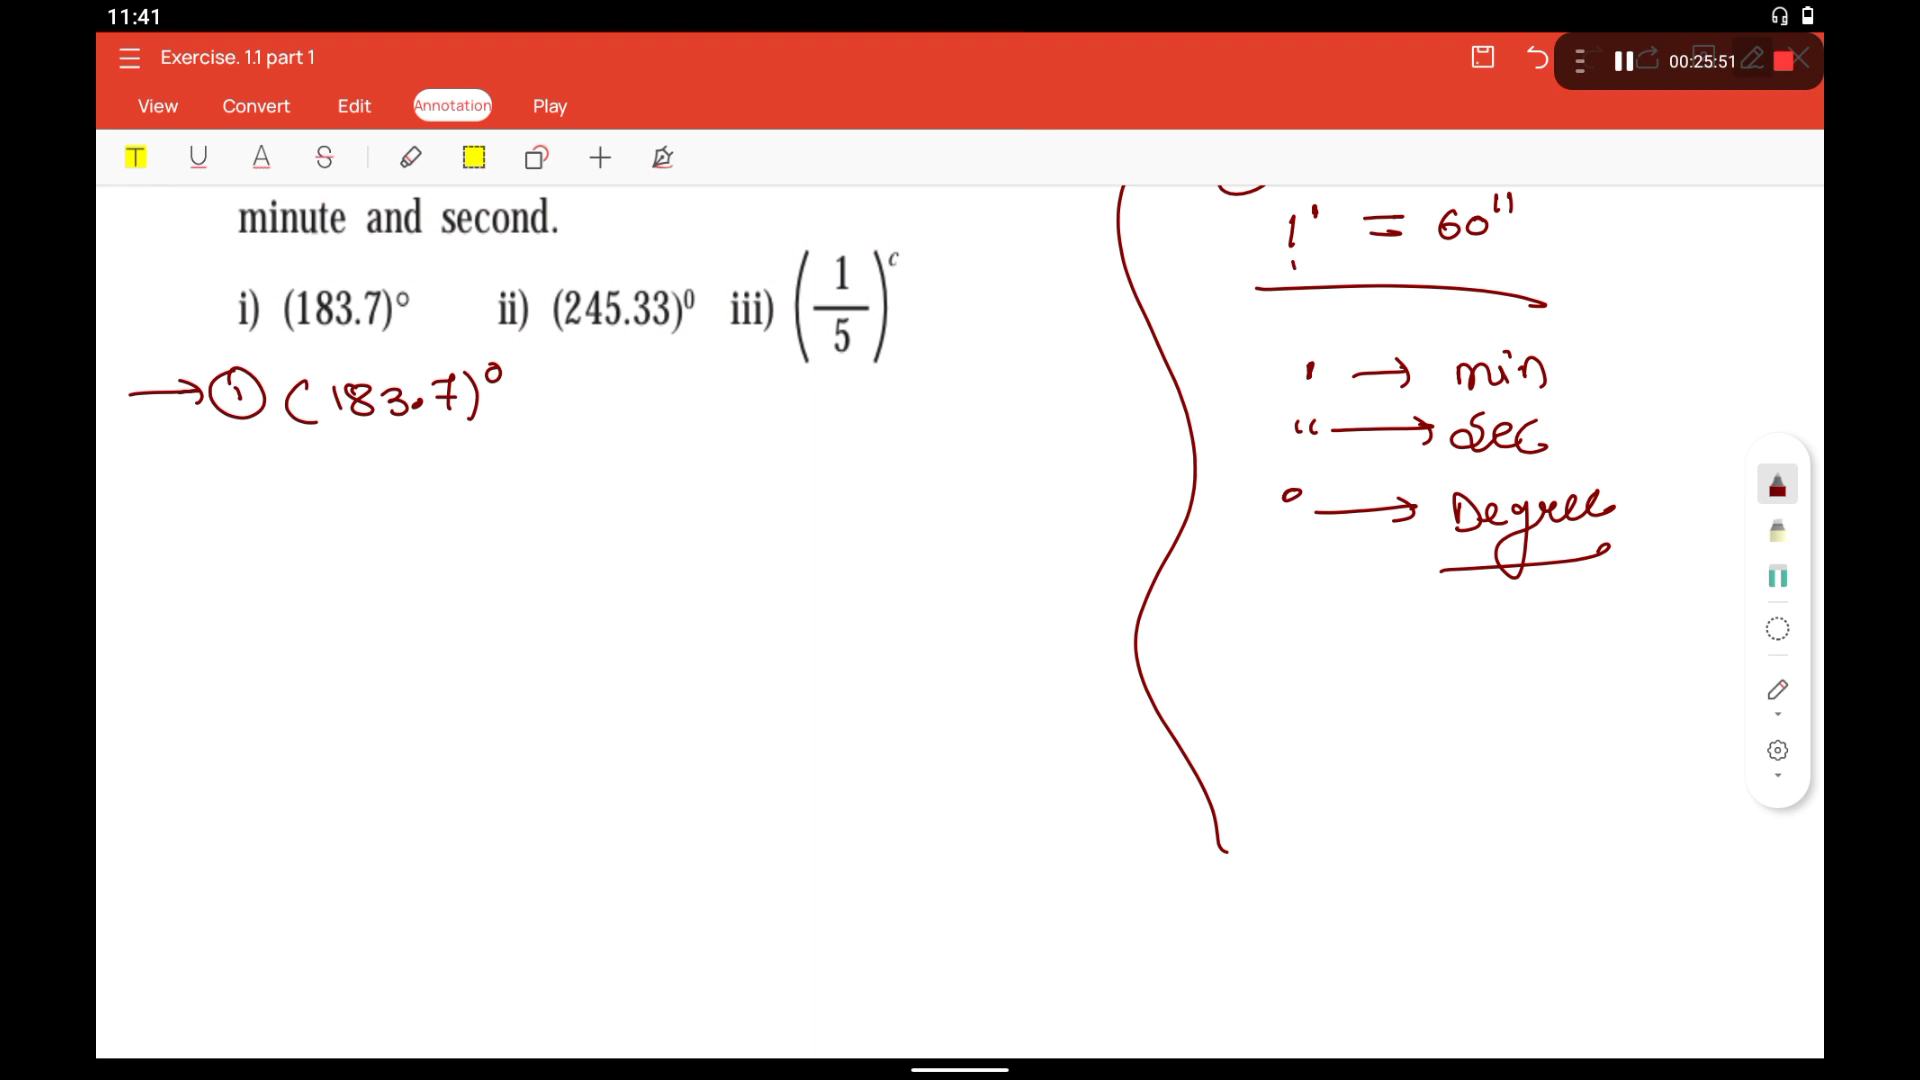 11:41
Exercise. 1.1 part 1
00:25:51
View Convert Edit Annotation Play
minute and second.
i) (183.7)° ii) (245.33)⁰ iii) (1/5)ᶜ
→ ① (183.7)°
1' = 60"
' → min
" → Sec
° → Degree